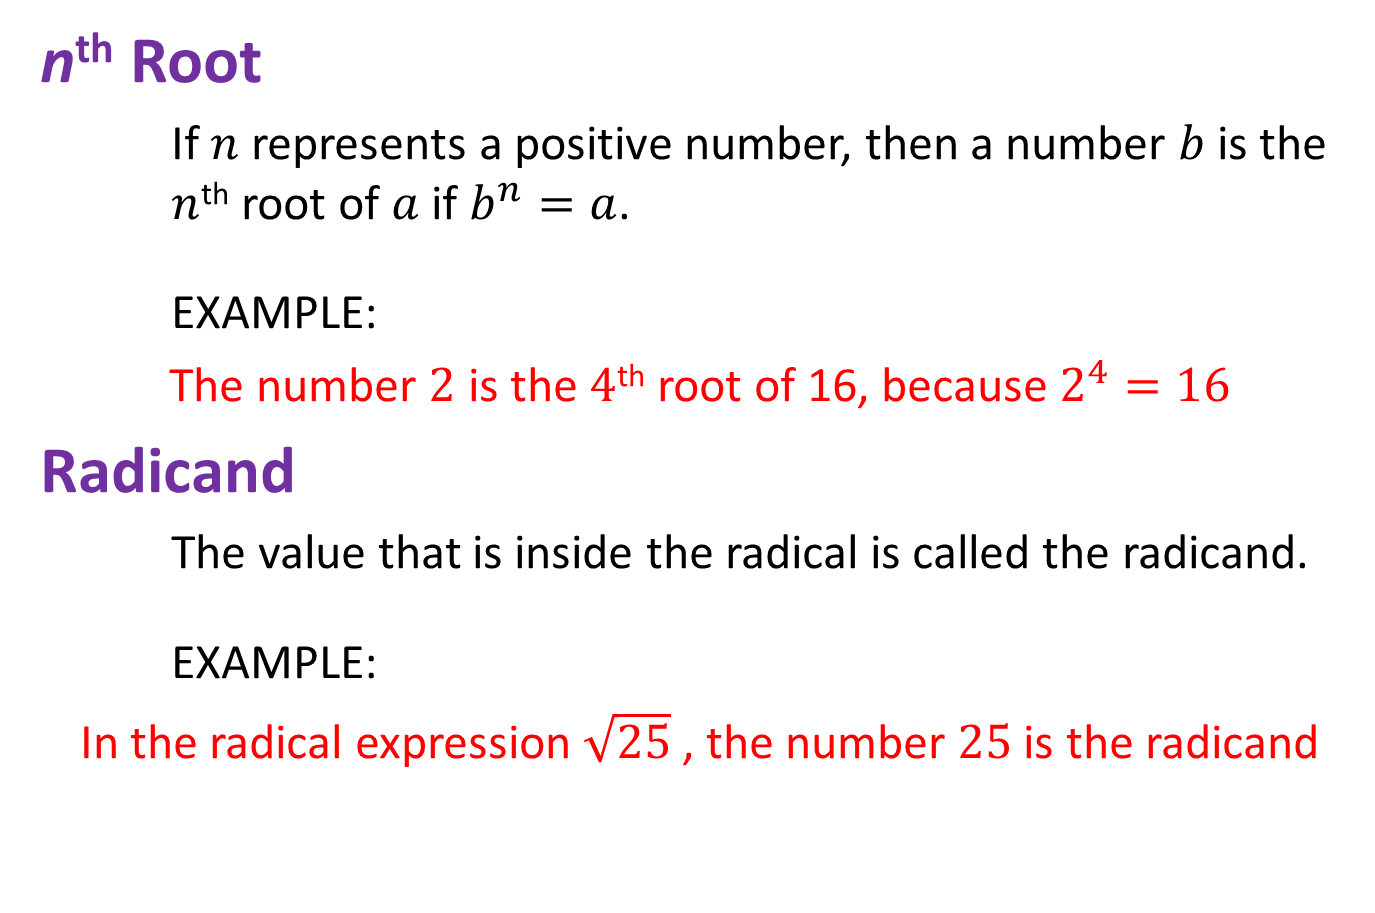 nᵗʰ Root
If 𝑛 represents a positive number, then a number 𝑏 is the
𝑛ᵗʰ root of 𝑎 if 𝑏ⁿ = 𝑎.
EXAMPLE:
The number 2 is the 4ᵗʰ root of 16, because 2⁴ = 16
Radicand
The value that is inside the radical is called the radicand.
EXAMPLE:
In the radical expression √25 , the number 25 is the radicand